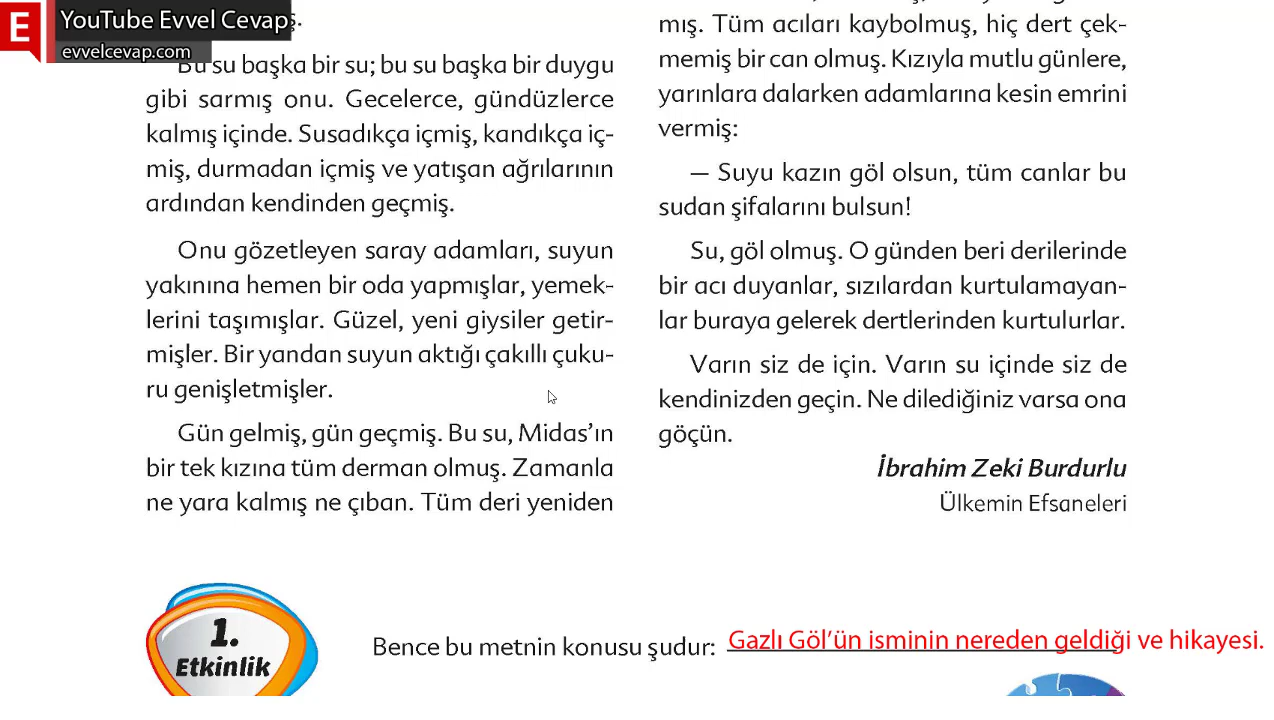 E
YouTube Evvel Cevap
evvelcevap.com
Bu su başka bir su; bu su başka bir duygu
gibi sarmış onu. Gecelerce, gündüzlerce
kalmış içinde. Susadıkça içmiş, kandıkça iç-
miş, durmadan içmiş ve yatışan ağrılarının
ardından kendinden geçmiş.
Onu gözetleyen saray adamları, suyun
yakınına hemen bir oda yapmışlar, yemek-
lerini taşımışlar. Güzel, yeni giysiler getir-
mişler. Bir yandan suyun aktığı çakıllı çuku-
ru genişletmişler.
Gün gelmiş, gün geçmiş. Bu su, Midas’ın
bir tek kızına tüm derman olmuş. Zamanla
ne yara kalmış ne çıban. Tüm deri yeniden
mış. Tüm acıları kaybolmuş, hiç dert çek-
memiş bir can olmuş. Kızıyla mutlu günlere,
yarınlara dalarken adamlarına kesin emrini
vermiş:
— Suyu kazın göl olsun, tüm canlar bu
sudan şifalarını bulsun!
Su, göl olmuş. O günden beri derilerinde
bir acı duyanlar, sızılardan kurtulamayan-
lar buraya gelerek dertlerinden kurtulurlar.
Varın siz de için. Varın su içinde siz de
kendinizden geçin. Ne dilediğiniz varsa ona
göçün.
İbrahim Zeki Burdurlu
Ülkemin Efsaneleri
1.
Etkinlik
Bence bu metnin konusu şudur: Gazlı Göl’ün isminin nereden geldiği ve hikayesi.